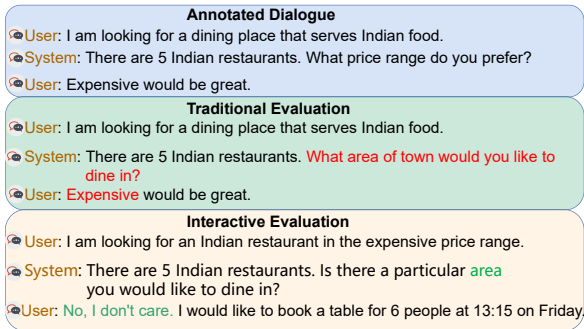 Annotated Dialogue
User: I am looking for a dining place that serves Indian food.
System: There are 5 Indian restaurants. What price range do you prefer?
User: Expensive would be great.
Traditional Evaluation
User: I am looking for a dining place that serves Indian food.
System: There are 5 Indian restaurants. What area of town would you like to
dine in?
User: Expensive would be great.
Interactive Evaluation
User: I am looking for an Indian restaurant in the expensive price range.
System: There are 5 Indian restaurants. Is there a particular area
you would like to dine in?
User: No, I don't care. I would like to book a table for 6 people at 13:15 on Friday.